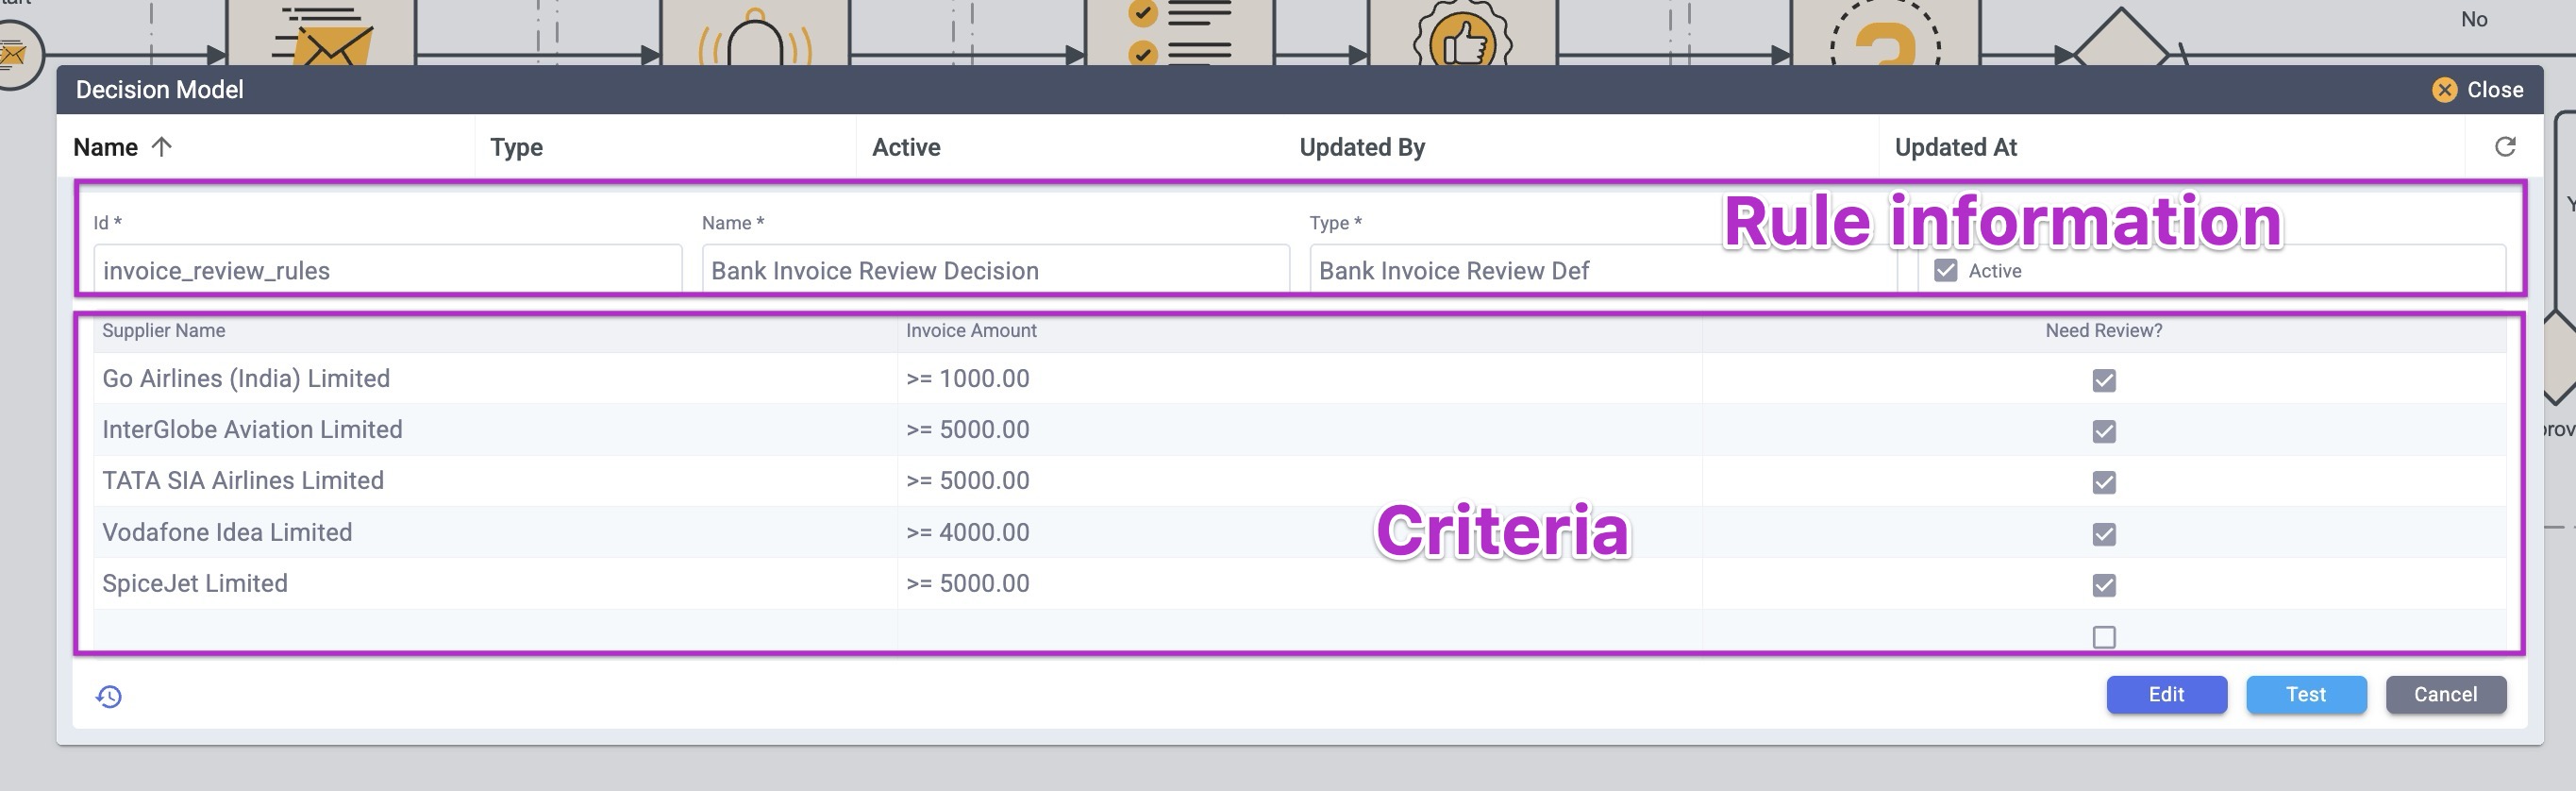 No
Decision Model
Close
Name
Type
Active
Updated By
Updated At
Rule information
Id *
Name *
Type *
invoice_review_rules
Bank Invoice Review Decision
Bank Invoice Review Def
Active
Supplier Name
Invoice Amount
Need Review?
Go Airlines (India) Limited
>= 1000.00
InterGlobe Aviation Limited
>= 5000.00
TATA SIA Airlines Limited
>= 5000.00
Criteria
Vodafone Idea Limited
>= 4000.00
SpiceJet Limited
>= 5000.00
Edit
Test
Cancel